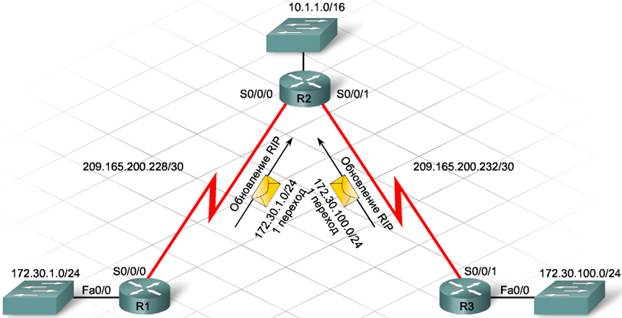 10.1.1.0/16
S0/0/0
R2
S0/0/1
209.165.200.228/30
Обновление RIP
172.30.1.0/24
1 переход
Обновление RIP
172.30.100.0/24
1 переход
209.165.200.232/30
172.30.1.0/24
Fa0/0
S0/0/0
R1
S0/0/1
R3
Fa0/0
172.30.100.0/24